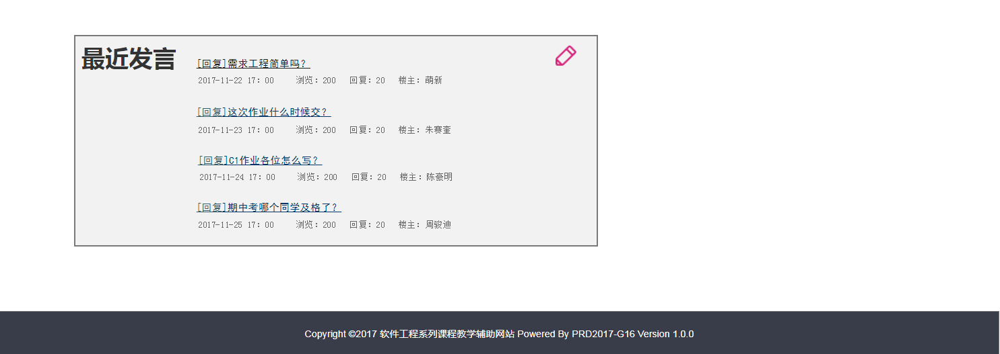 最近发言
[回复]需求工程简单吗？
2017-11-22 17：00 浏览：200 回复：20 楼主：萌新
[回复]这次作业什么时候交？
2017-11-23 17：00 浏览：200 回复：20 楼主：朱赛奎
[回复]C1作业各位怎么写？
2017-11-24 17：00 浏览：200 回复：20 楼主：陈豪明
[回复]期中考哪个同学及格了？
2017-11-25 17：00 浏览：200 回复：20 楼主：周骏迪
Copyright ©2017 软件工程系列课程教学辅助网站 Powered By PRD2017-G16 Version 1.0.0